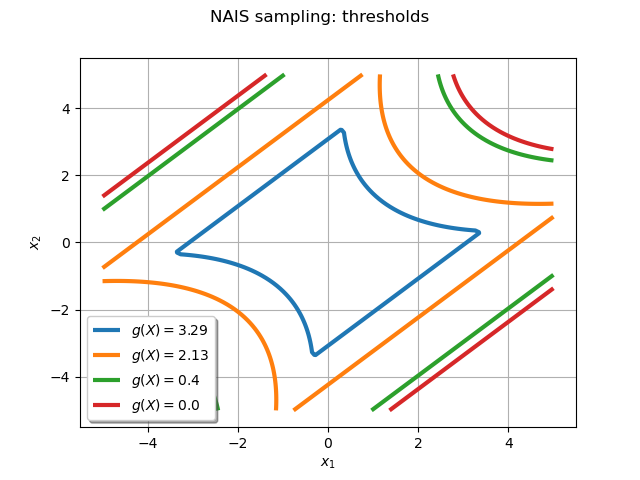 NAIS sampling: thresholds
4
2
0
−2
−4
x₂
g(X) = 3.29
g(X) = 2.13
g(X) = 0.4
g(X) = 0.0
−4
−2
0
2
4
x₁